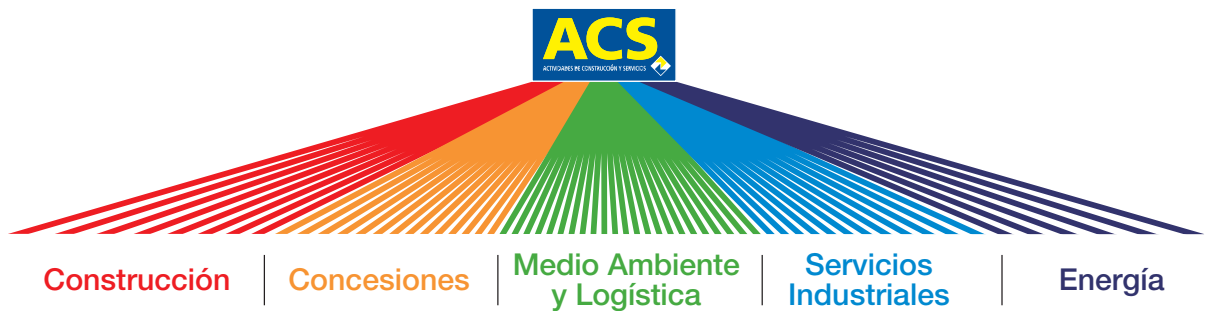 ACS
ACTIVIDADES DE CONSTRUCCIÓN Y SERVICIOS
Construcción
Concesiones
Medio Ambiente
y Logística
Servicios
Industriales
Energía